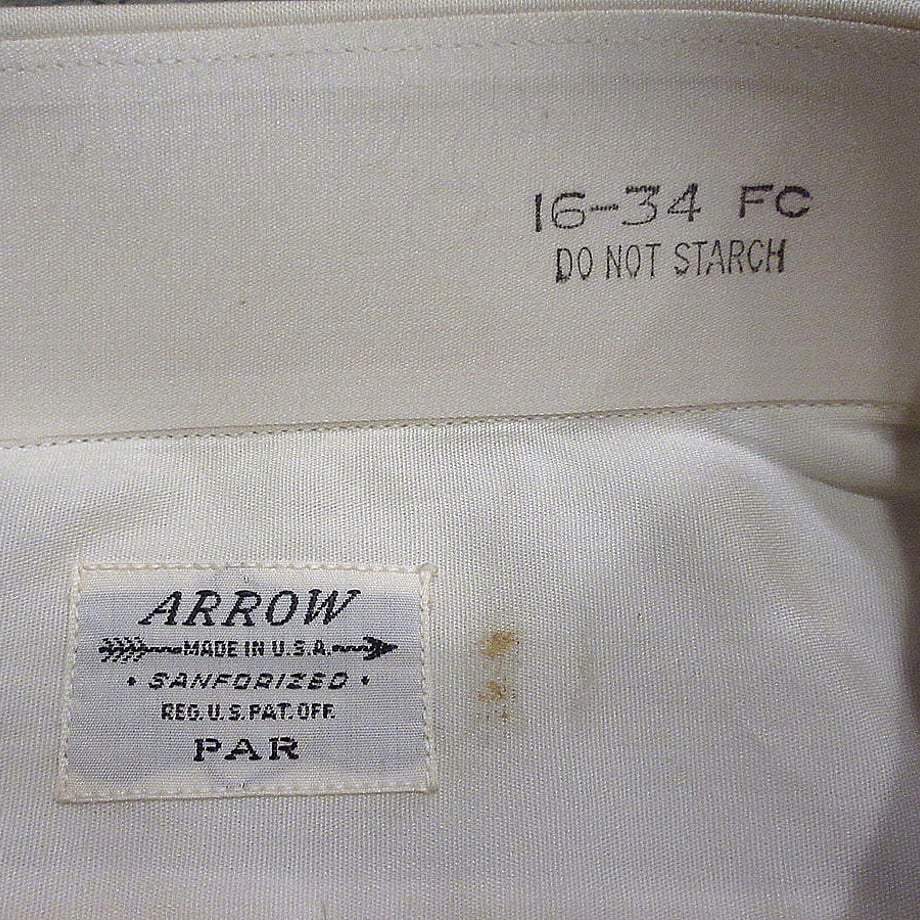 16-34 FC
DO NOT STARCH
ARROW
MADE IN U.S.A.
• SANFORIZED •
REG. U.S. PAT. OFF.
PAR